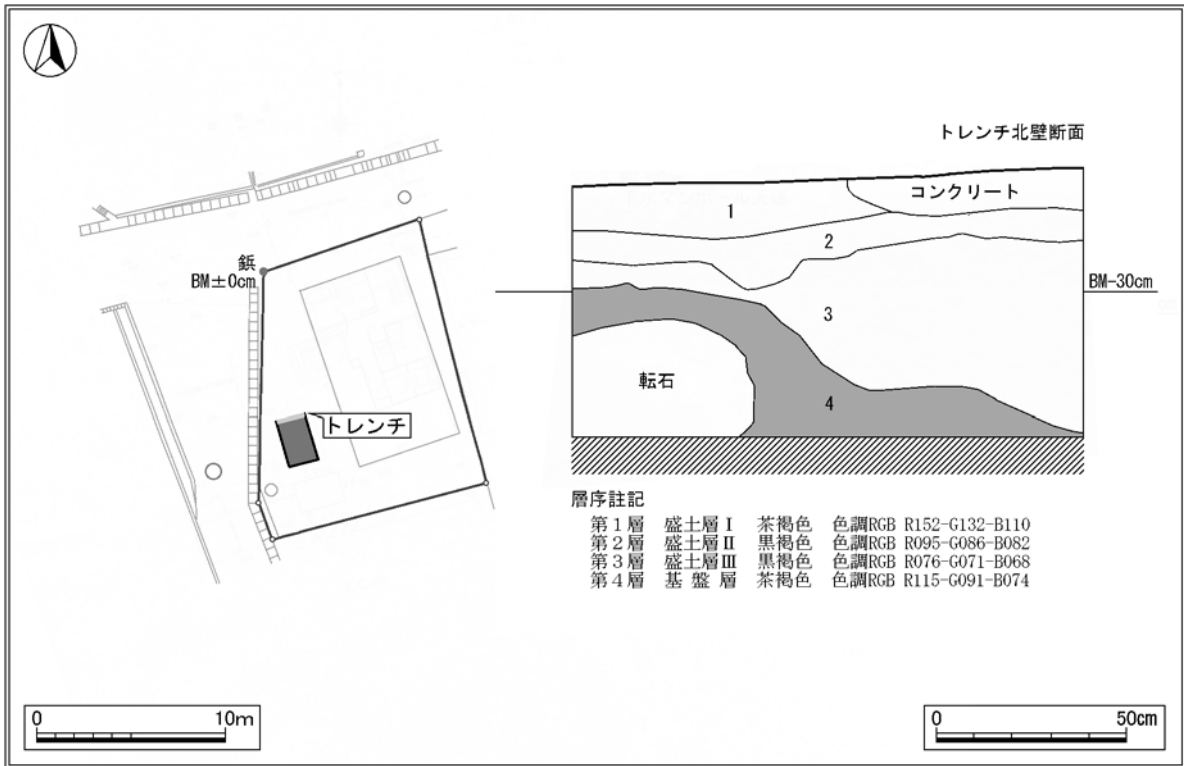 トレンチ北壁断面
鋲
BM±0cm
トレンチ
コンクリート
1
2
BM-30cm
3
転石
4
層序註記
第1層 盛土層Ⅰ 茶褐色 色調RGB R152-G132-B110
第2層 盛土層Ⅱ 黒褐色 色調RGB R095-G086-B082
第3層 盛土層Ⅲ 黒褐色 色調RGB R076-G071-B068
第4層 基盤層 茶褐色 色調RGB R115-G091-B074
0 10m
0 50cm